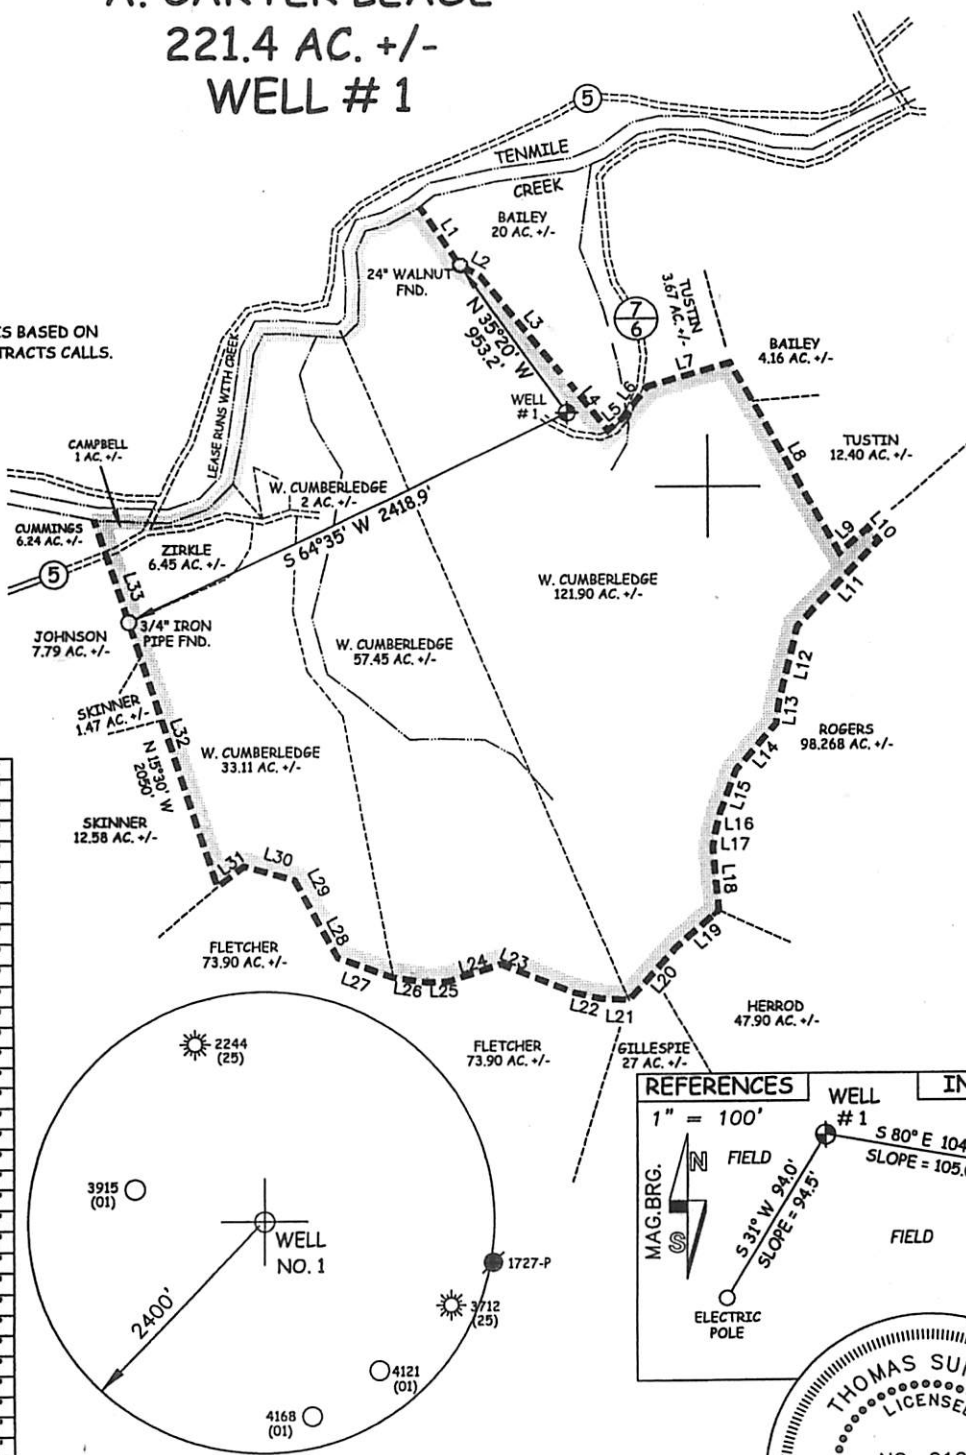 221.4 AC. +/-
WELL # 1
5
TENMILE
CREEK
BAILEY
20 AC. +/-
L1
L2
24" WALNUT
FND.
L3
N 35°20' W
953.2'
7
6
TUSTIN
3.67 AC. +/-
BAILEY
4.16 AC. +/-
BASED ON
TRACTS CALLS.
LEASE RUNS WITH CREEK
L4
L5
L6
L7
WELL
#1
L8
TUSTIN
12.40 AC. +/-
CAMPBELL
1 AC. +/-
CUMMINGS
6.24 AC. +/-
W. CUMBERLEDGE
2 AC. +/-
S 64°35' W 2418.9'
ZIRKLE
6.45 AC. +/-
5
L9
L10
L11
W. CUMBERLEDGE
121.90 AC. +/-
L33
3/4" IRON
PIPE FND.
JOHNSON
7.79 AC. +/-
W. CUMBERLEDGE
57.45 AC. +/-
L12
L13
SKINNER
1.47 AC. +/-
L32
N 15°30' W
2050'
W. CUMBERLEDGE
33.11 AC. +/-
ROGERS
98.268 AC. +/-
L14
L15
L16
L17
L18
SKINNER
12.58 AC. +/-
L31
L30
L29
L28
L27
L26
L25
L24
L23
L22
L21
L20
L19
FLETCHER
73.90 AC. +/-
FLETCHER
73.90 AC. +/-
GILLESPIE
27 AC. +/-
HERROD
47.90 AC. +/-
2244
(25)
3915
(01)
WELL
NO. 1
2400'
1727-P
3712
(25)
4121
(01)
4168
(01)
REFERENCES
1" = 100'
WELL
#1
MAG.BRG.
N
S
FIELD
S 80° E 104
SLOPE = 105.
S 31° W 94.0'
SLOPE = 94.5'
FIELD
ELECTRIC
POLE
THOMAS